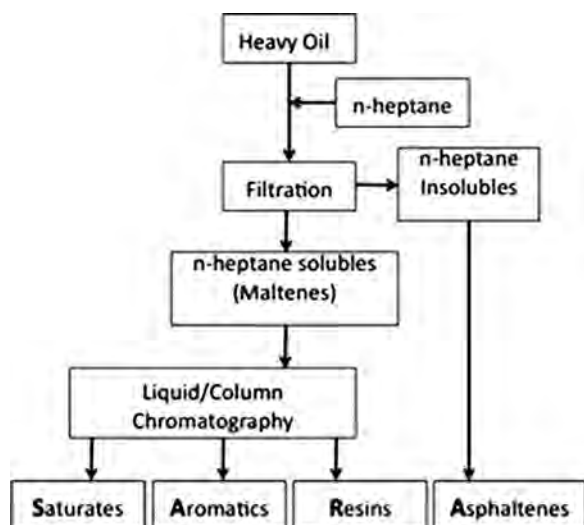 Heavy Oil
n-heptane
Filtration
n-heptane
Insolubles
n-heptane solubles
(Maltenes)
Liquid/Column
Chromatography
Saturates
Aromatics
Resins
Asphaltenes